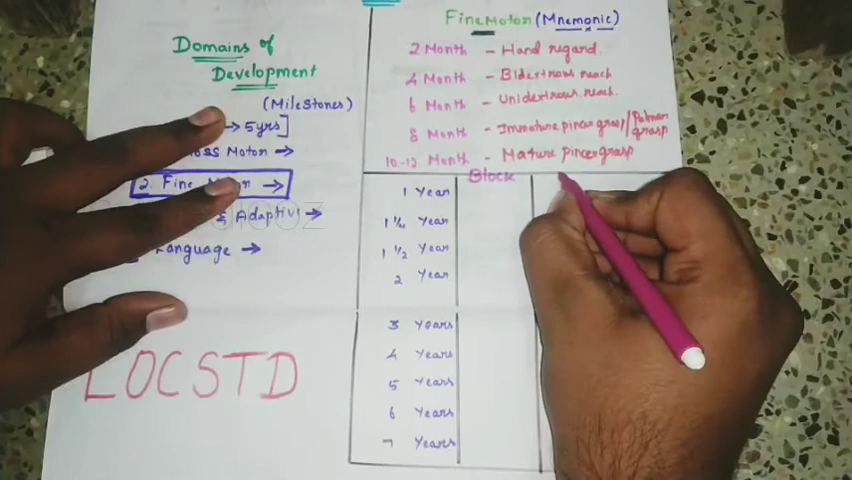 Domains of
Development
(Milestones)
→ 5yrs]
Motor →
2. Fine Motor →
& Adaptive →
Language →
LOCSTD
Fine Motor (Mnemonic)
2 Month - Hand regard.
4 Month - Bidextrous reach
6 Month - Unidextrous reach.
8 Month - Immature pincer grasp/Palmar grasp
10-12 Month - Mature pincer grasp
Block
1 Year
1 1/4 Year
1 1/2 Year
2 Year
3 Years
4 Years
5 Years
6 Years
7 Years